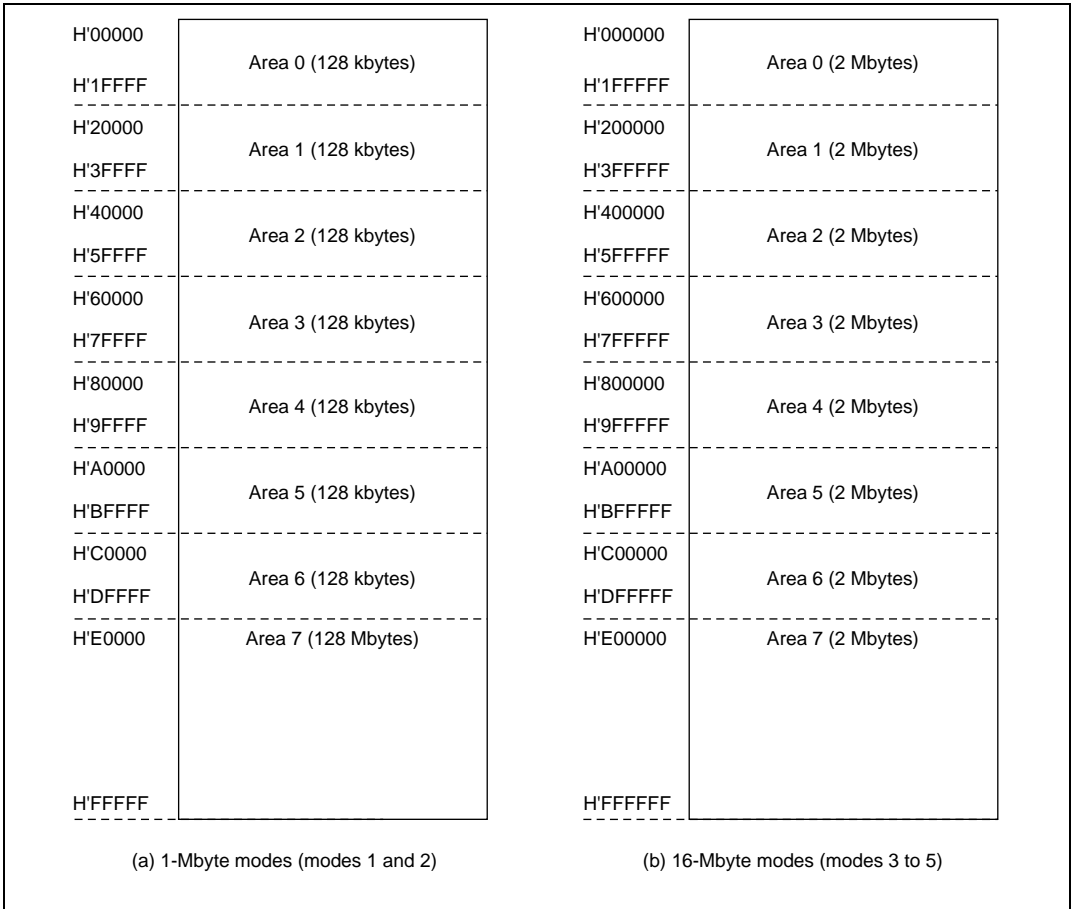 H'00000
Area 0 (128 kbytes)
H'1FFFF
H'20000
Area 1 (128 kbytes)
H'3FFFF
H'40000
Area 2 (128 kbytes)
H'5FFFF
H'60000
Area 3 (128 kbytes)
H'7FFFF
H'80000
Area 4 (128 kbytes)
H'9FFFF
H'A0000
Area 5 (128 kbytes)
H'BFFFF
H'C0000
Area 6 (128 kbytes)
H'DFFFF
H'E0000
Area 7 (128 Mbytes)
H'FFFFF
(a) 1-Mbyte modes (modes 1 and 2)
H'000000
Area 0 (2 Mbytes)
H'1FFFFF
H'200000
Area 1 (2 Mbytes)
H'3FFFFF
H'400000
Area 2 (2 Mbytes)
H'5FFFFF
H'600000
Area 3 (2 Mbytes)
H'7FFFFF
H'800000
Area 4 (2 Mbytes)
H'9FFFFF
H'A00000
Area 5 (2 Mbytes)
H'BFFFFF
H'C00000
Area 6 (2 Mbytes)
H'DFFFFF
H'E00000
Area 7 (2 Mbytes)
H'FFFFFF
(b) 16-Mbyte modes (modes 3 to 5)